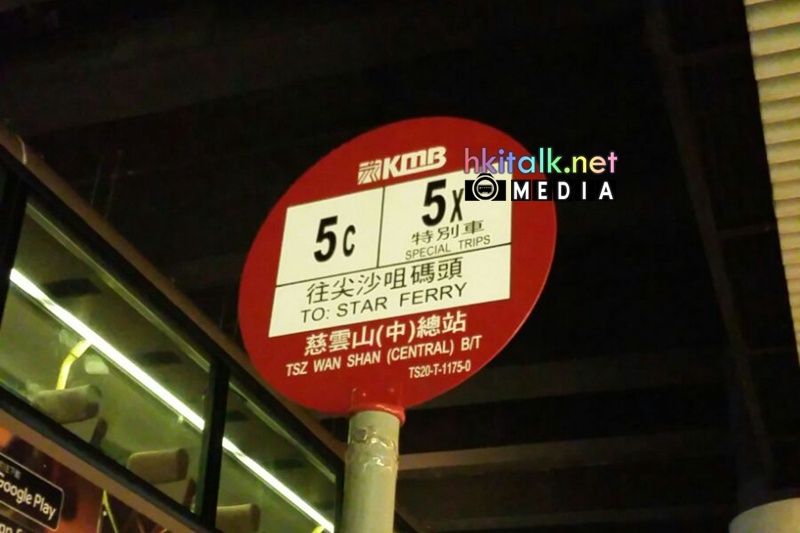 KMB
hkitalk.net
MEDIA
5C
5X
特別車
SPECIAL TRIPS
往尖沙咀碼頭
TO: STAR FERRY
慈雲山(中)總站
TSZ WAN SHAN (CENTRAL) B/T
TS20-T-1175-0
Google Play